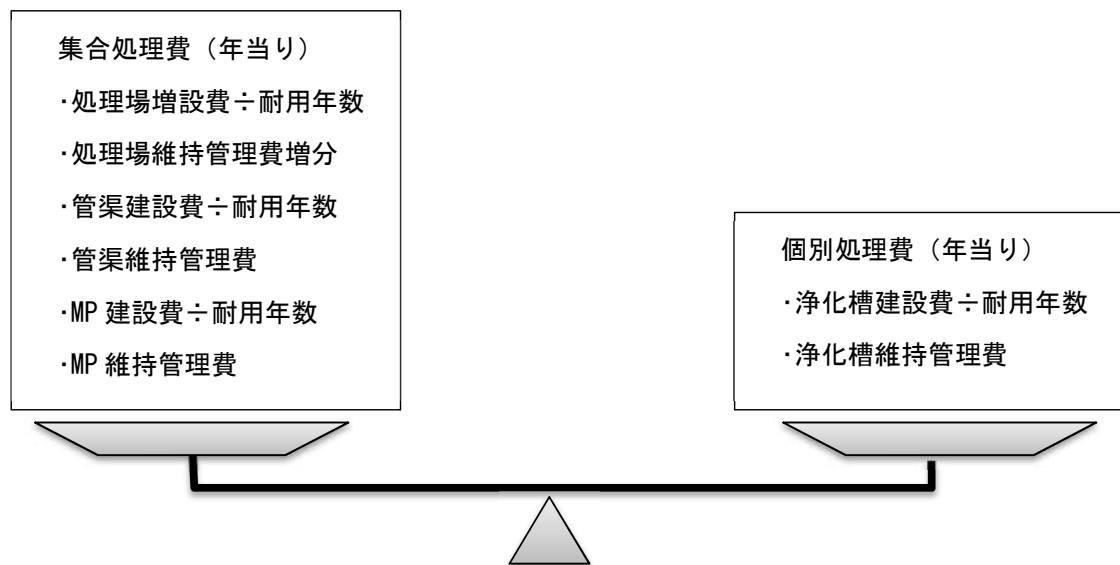 集合処理費（年当り）
・処理場増設費÷耐用年数
・処理場維持管理費増分
・管渠建設費÷耐用年数
・管渠維持管理費
・MP 建設費÷耐用年数
・MP 維持管理費
個別処理費（年当り）
・浄化槽建設費÷耐用年数
・浄化槽維持管理費